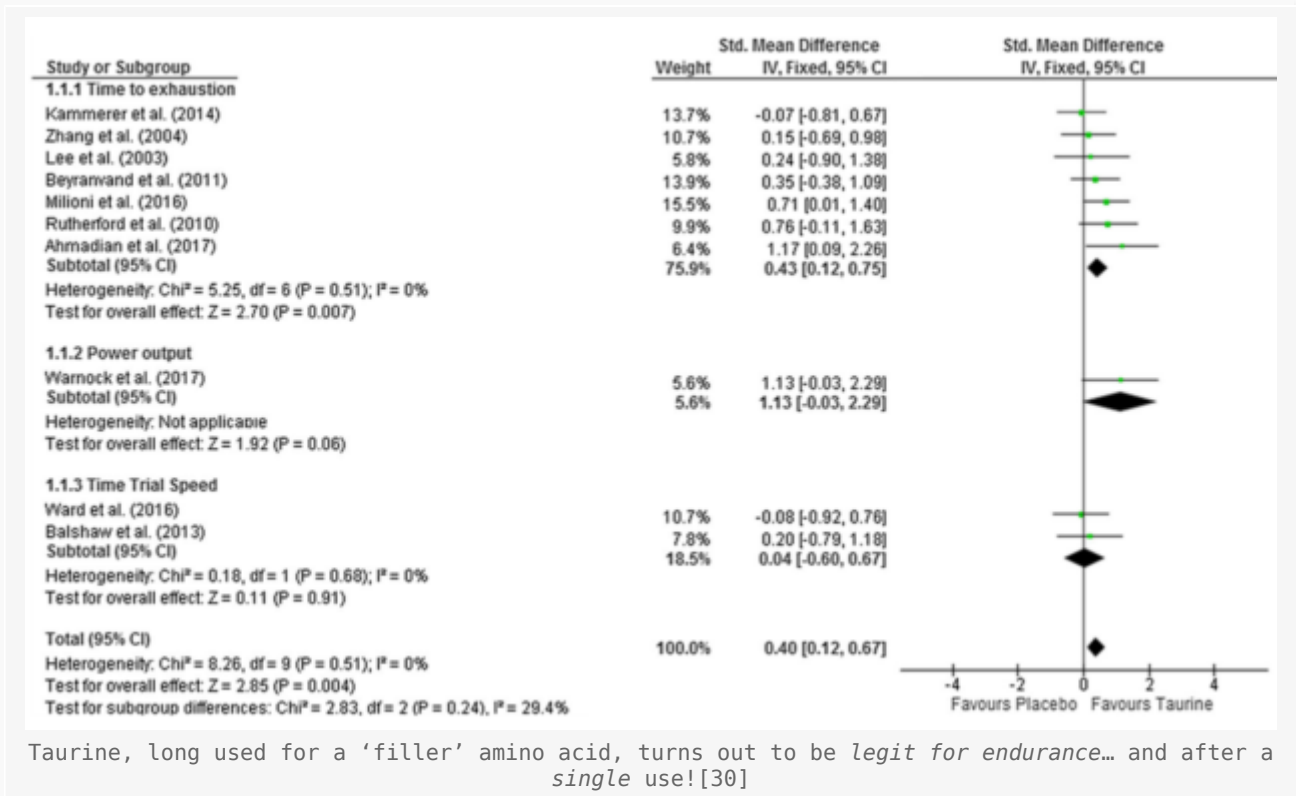 Std. Mean Difference Std. Mean Difference
Study or Subgroup Weight IV, Fixed, 95% CI IV, Fixed, 95% CI
1.1.1 Time to exhaustion
Kammerer et al. (2014) 13.7% -0.07 [-0.81, 0.67]
Zhang et al. (2004) 10.7% 0.15 [-0.69, 0.98]
Lee et al. (2003) 5.8% 0.24 [-0.90, 1.38]
Beyranvand et al. (2011) 13.9% 0.35 [-0.38, 1.09]
Milioni et al. (2016) 15.5% 0.71 [0.01, 1.40]
Rutherford et al. (2010) 9.9% 0.76 [-0.11, 1.63]
Ahmadian et al. (2017) 6.4% 1.17 [0.09, 2.26]
Subtotal (95% CI) 75.9% 0.43 [0.12, 0.75]
Heterogeneity: Chi² = 5.25, df = 6 (P = 0.51); I² = 0%
Test for overall effect: Z = 2.70 (P = 0.007)
1.1.2 Power output
Warnock et al. (2017) 5.6% 1.13 [-0.03, 2.29]
Subtotal (95% CI) 5.6% 1.13 [-0.03, 2.29]
Heterogeneity: Not applicable
Test for overall effect: Z = 1.92 (P = 0.06)
1.1.3 Time Trial Speed
Ward et al. (2016) 10.7% -0.08 [-0.92, 0.76]
Balshaw et al. (2013) 7.8% 0.20 [-0.79, 1.18]
Subtotal (95% CI) 18.5% 0.04 [-0.60, 0.67]
Heterogeneity: Chi² = 0.18, df = 1 (P = 0.68); I² = 0%
Test for overall effect: Z = 0.11 (P = 0.91)
Total (95% CI) 100.0% 0.40 [0.12, 0.67]
Heterogeneity: Chi² = 8.26, df = 9 (P = 0.51); I² = 0%
Test for overall effect: Z = 2.85 (P = 0.004)
Test for subgroup differences: Chi² = 2.83, df = 2 (P = 0.24), I² = 29.4%
-4 -2 0 2 4
Favours Placebo Favours Taurine
Taurine, long used for a ‘filler’ amino acid, turns out to be legit for endurance… and after a
single use![30]